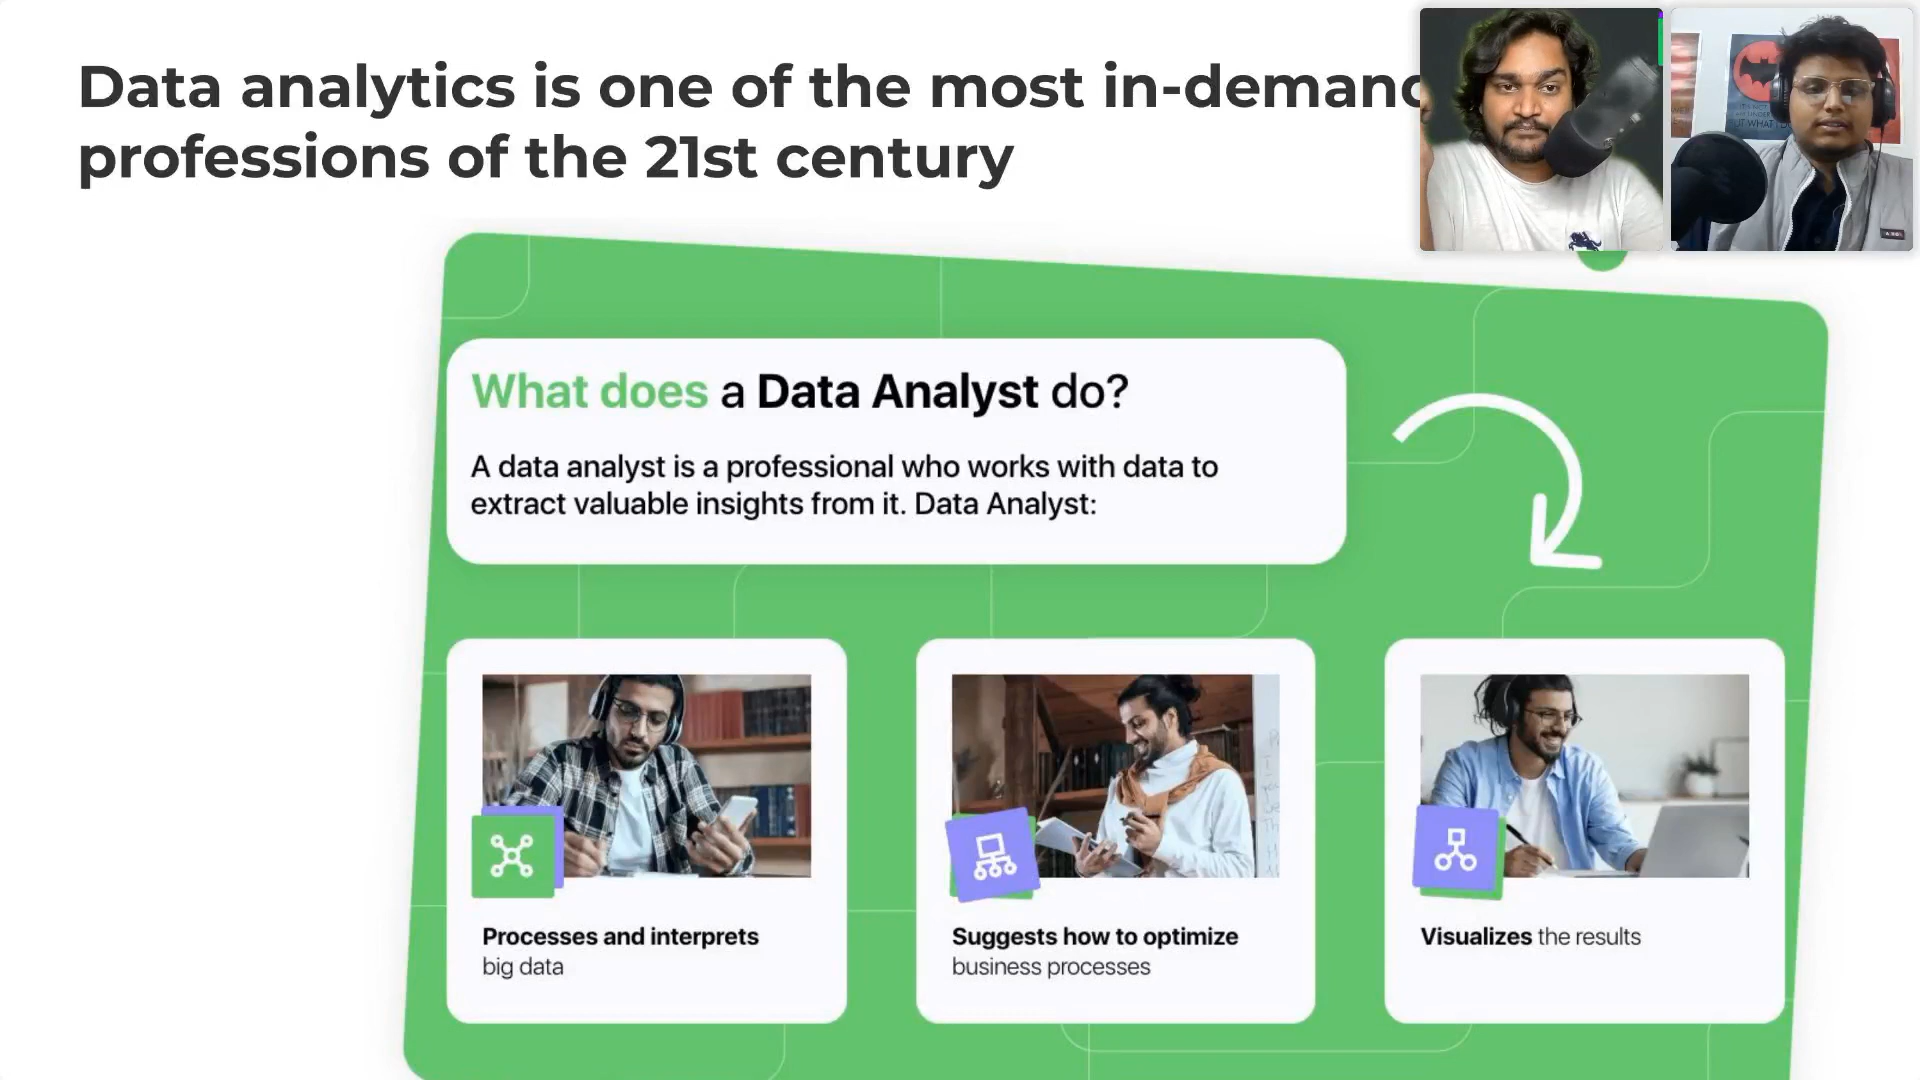 Data analytics is one of the most in-deman
professions of the 21st century
What does a Data Analyst do?
A data analyst is a professional who works with data to
extract valuable insights from it. Data Analyst:
Processes and interprets
big data
Suggests how to optimize
business processes
Visualizes the results